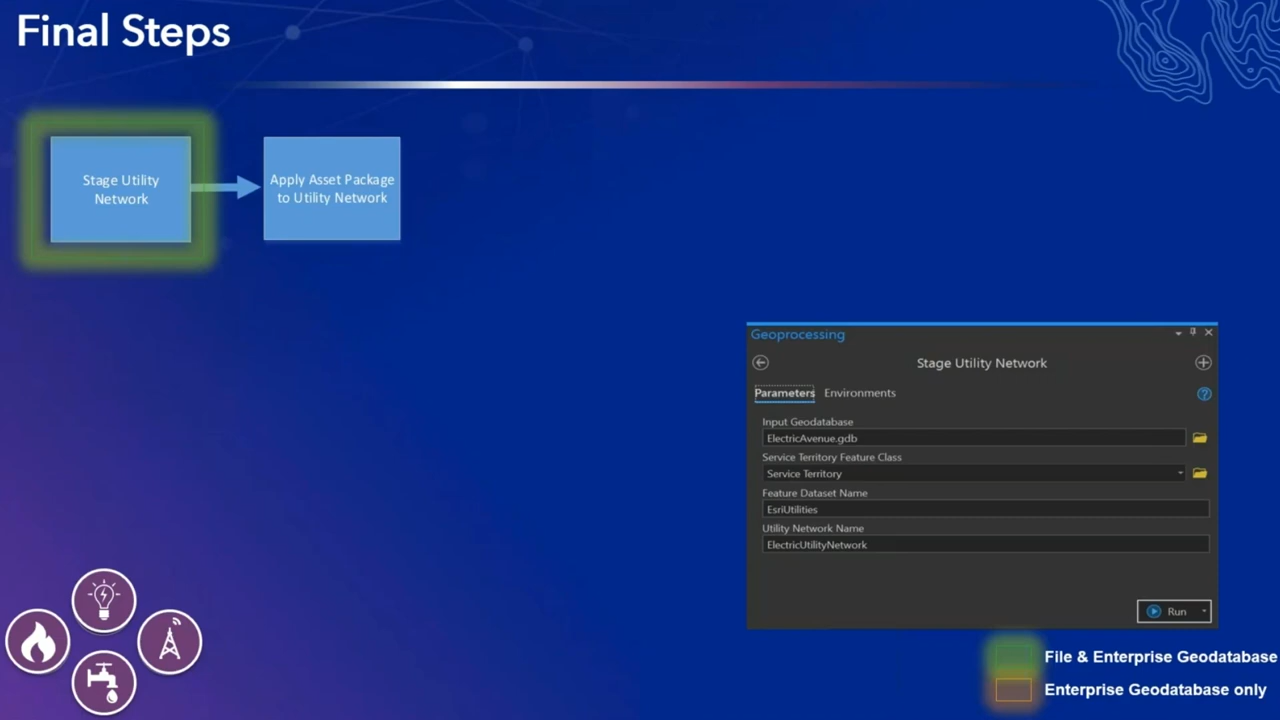 Final Steps
Stage Utility
Network
Apply Asset Package
to Utility Network
Geoprocessing
Stage Utility Network
Parameters Environments
Input Geodatabase
ElectricAvenue.gdb
Service Territory Feature Class
Service Territory
Feature Dataset Name
EsriUtilities
Utility Network Name
ElectricUtilityNetwork
Run
File & Enterprise Geodatabase
Enterprise Geodatabase only